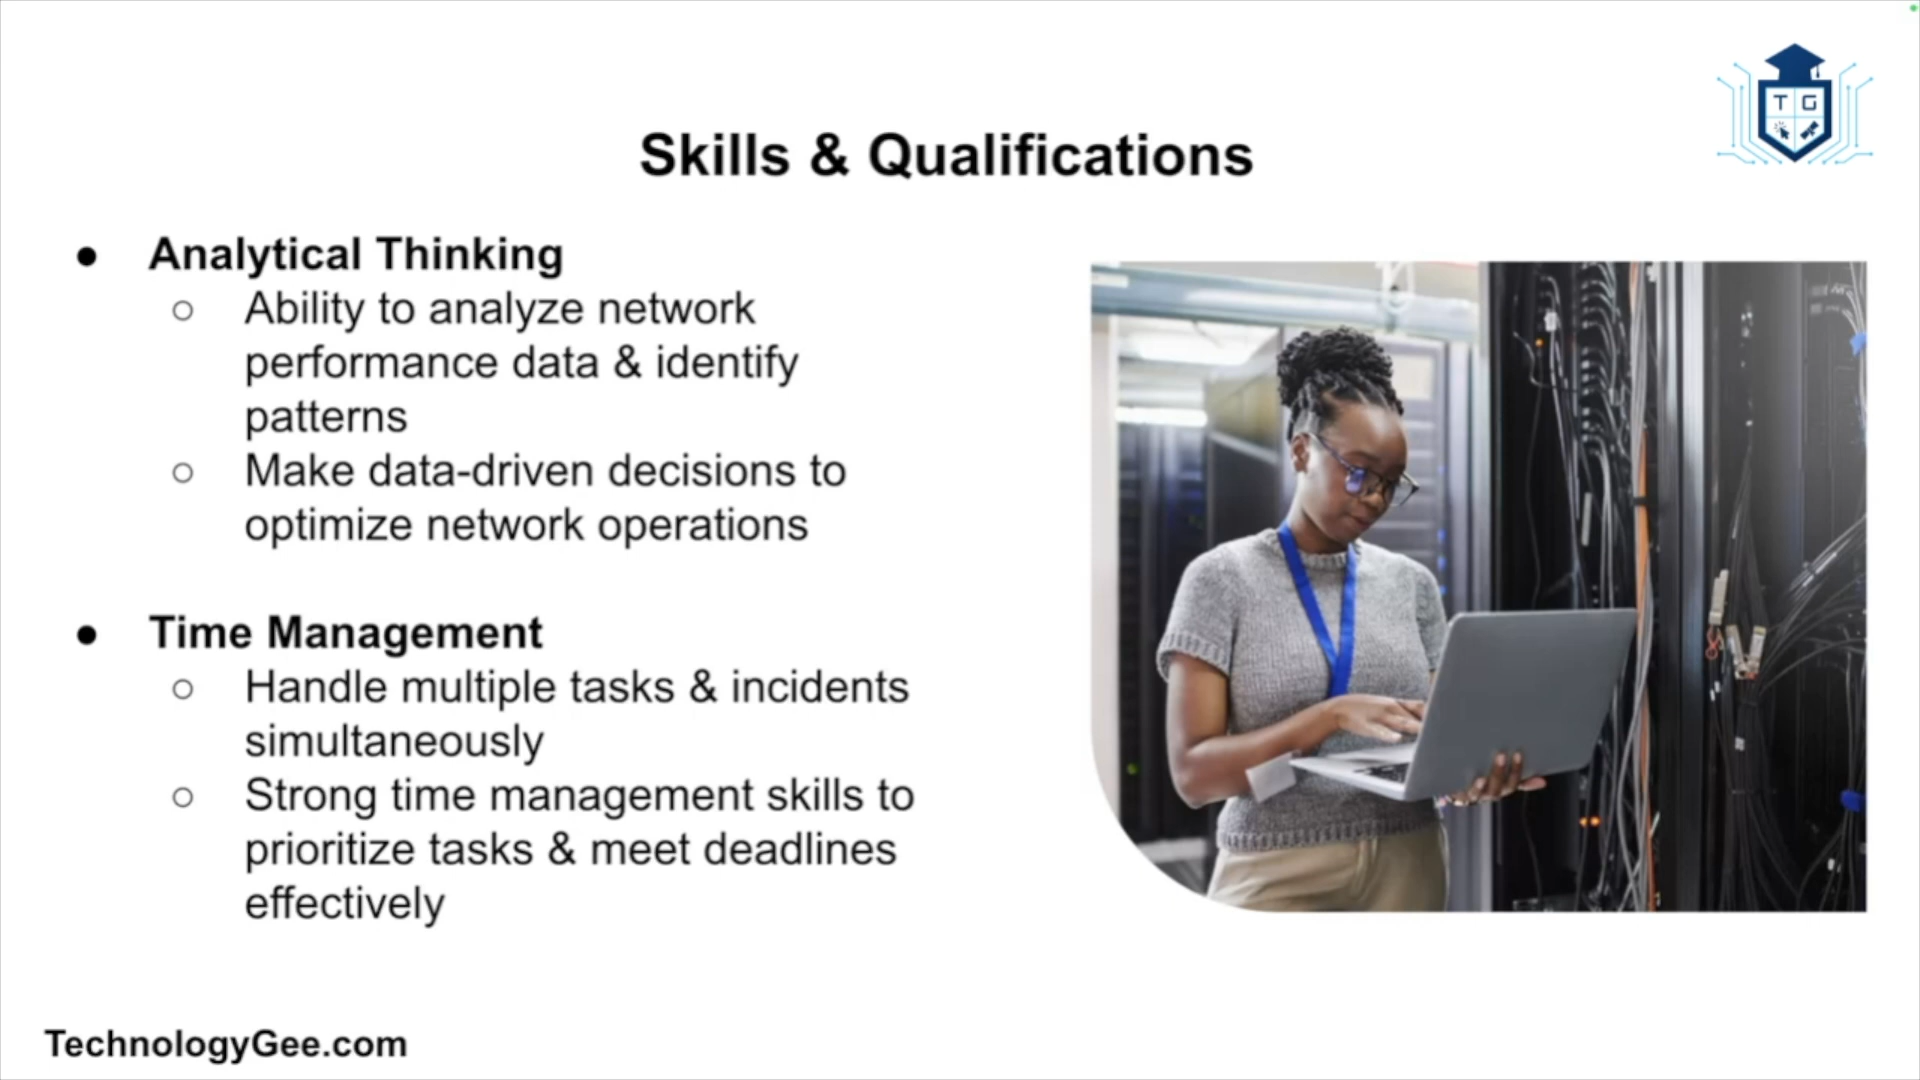 T G
Skills & Qualifications
● Analytical Thinking
○ Ability to analyze network
performance data & identify
patterns
○ Make data-driven decisions to
optimize network operations
● Time Management
○ Handle multiple tasks & incidents
simultaneously
○ Strong time management skills to
prioritize tasks & meet deadlines
effectively
TechnologyGee.com